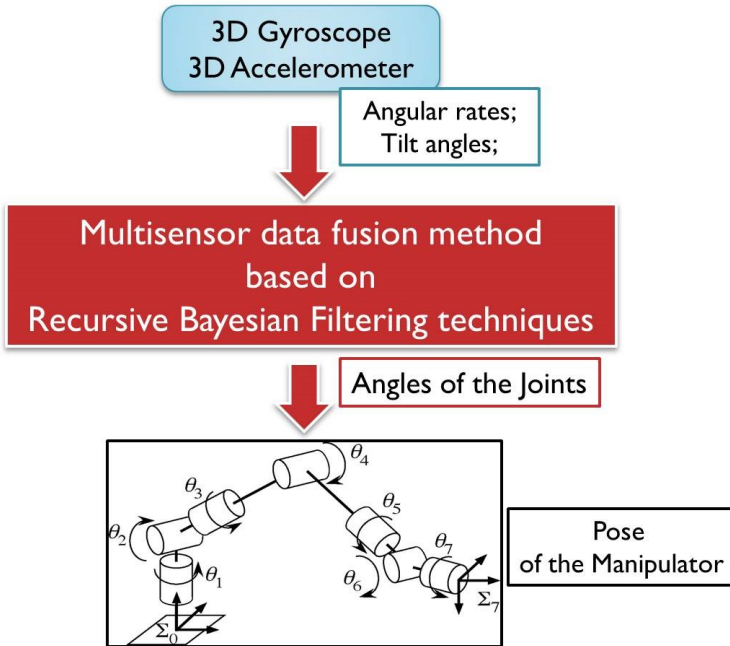 3D Gyroscope
3D Accelerometer
Angular rates;
Tilt angles;
Multisensor data fusion method
based on
Recursive Bayesian Filtering techniques
Angles of the Joints
θ4
θ3
θ5
θ2
θ7
θ1
θ6
Σ0
Σ7
Pose
of the Manipulator